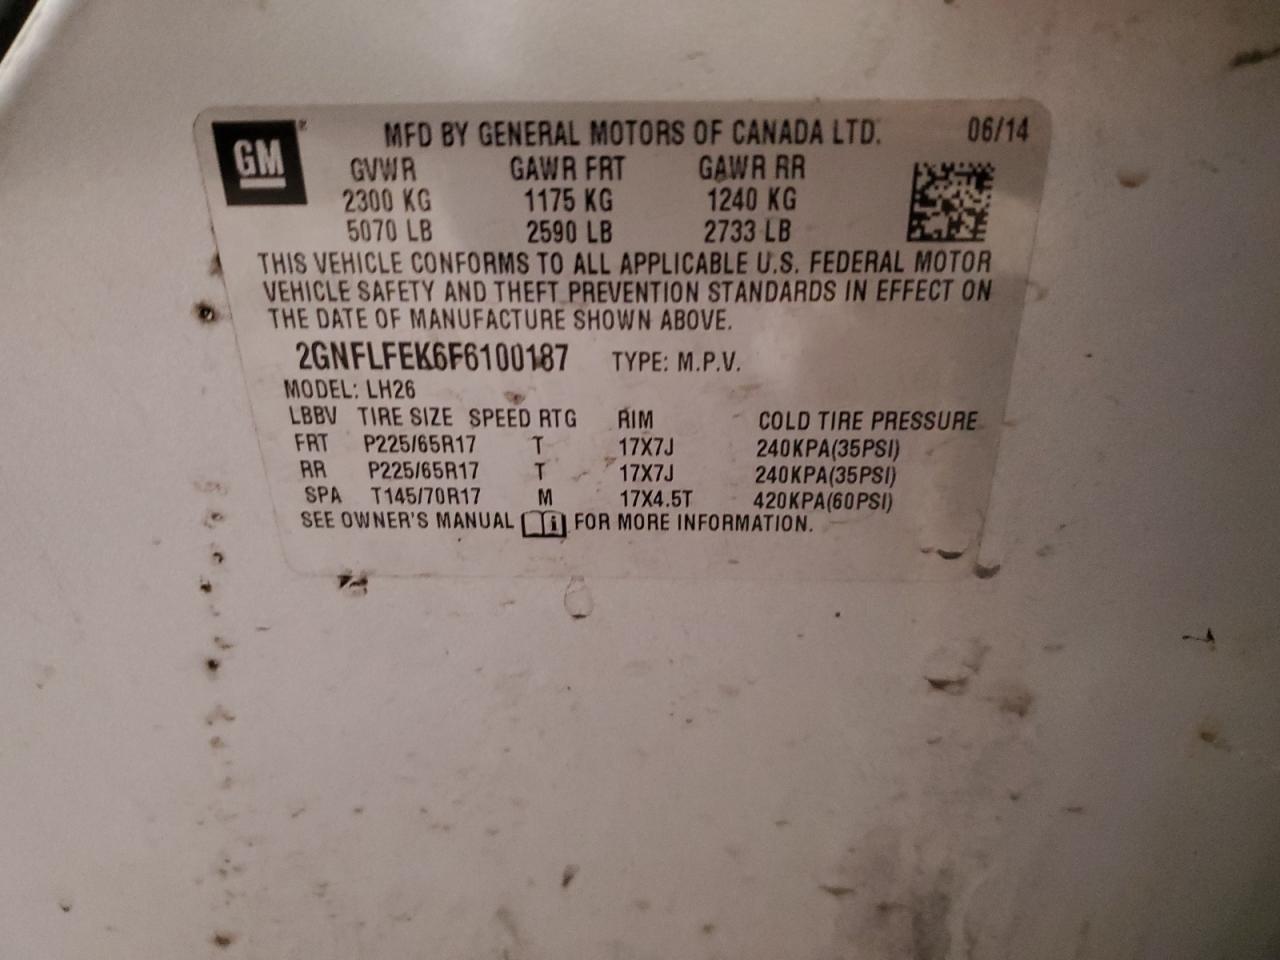 GM
MFD BY GENERAL MOTORS OF CANADA LTD. 06/14
GVWR GAWR FRT GAWR RR
2300 KG 1175 KG 1240 KG
5070 LB 2590 LB 2733 LB
THIS VEHICLE CONFORMS TO ALL APPLICABLE U.S. FEDERAL MOTOR
VEHICLE SAFETY AND THEFT PREVENTION STANDARDS IN EFFECT ON
THE DATE OF MANUFACTURE SHOWN ABOVE.
2GNFLFEK6F6100187 TYPE: M.P.V.
MODEL: LH26
LBBV TIRE SIZE SPEED RTG RIM COLD TIRE PRESSURE
FRT P225/65R17 T 17X7J 240KPA(35PSI)
RR P225/65R17 T 17X7J 240KPA(35PSI)
SPA T145/70R17 M 17X4.5T 420KPA(60PSI)
SEE OWNER'S MANUAL i FOR MORE INFORMATION.